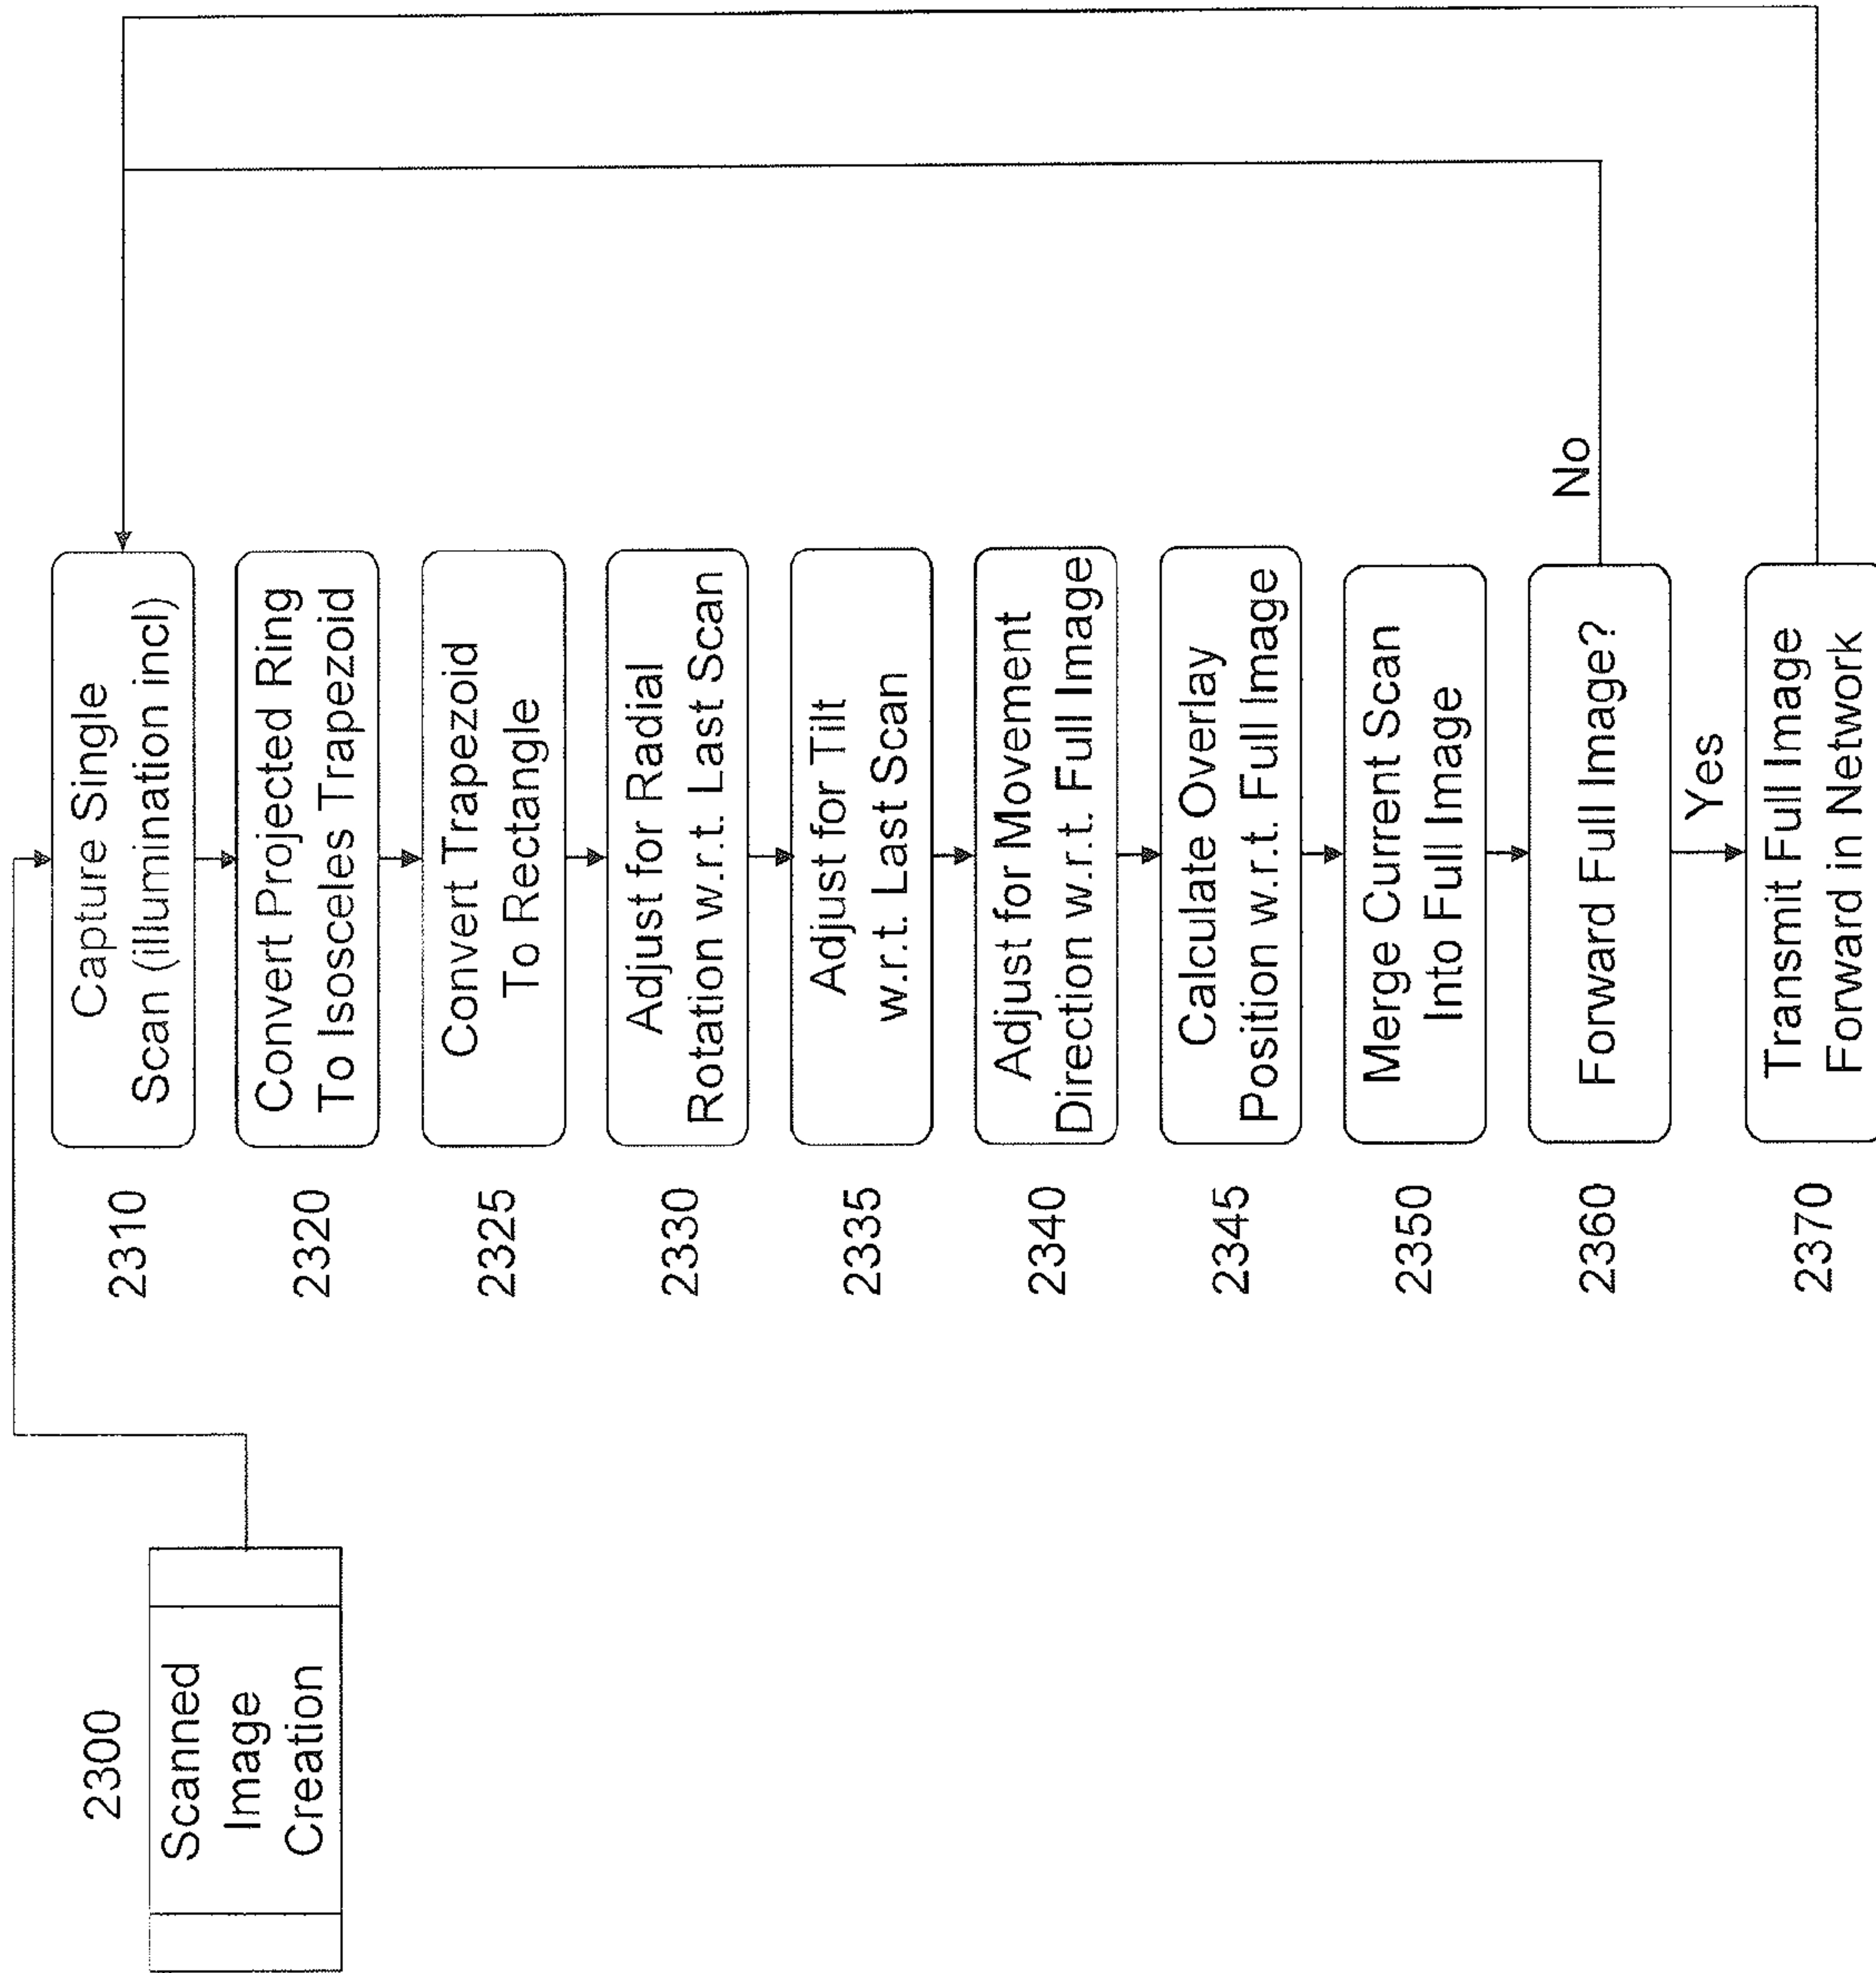 2300
Scanned
Image
Creation
2310
Capture Single
Scan (illumination incl)
2320
Convert Projected Ring
To Isosceles Trapezoid
2325
Convert Trapezoid
To Rectangle
2330
Adjust for Radial
Rotation w.r.t. Last Scan
2335
Adjust for Tilt
w.r.t. Last Scan
2340
Adjust for Movement
Direction w.r.t. Full Image
2345
Calculate Overlay
Position w.r.t. Full Image
2350
Merge Current Scan
Into Full Image
2360
Forward Full Image?
No
Yes
2370
Transmit Full Image
Forward in Network